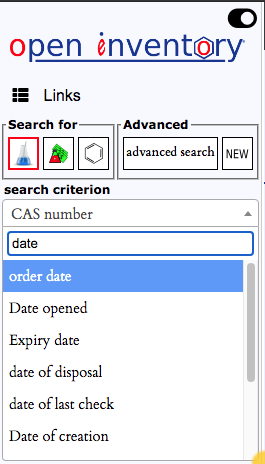 open inventory
Links
Search for
Advanced
advanced search
NEW
search criterion
CAS number
date
order date
Date opened
Expiry date
date of disposal
date of last check
Date of creation